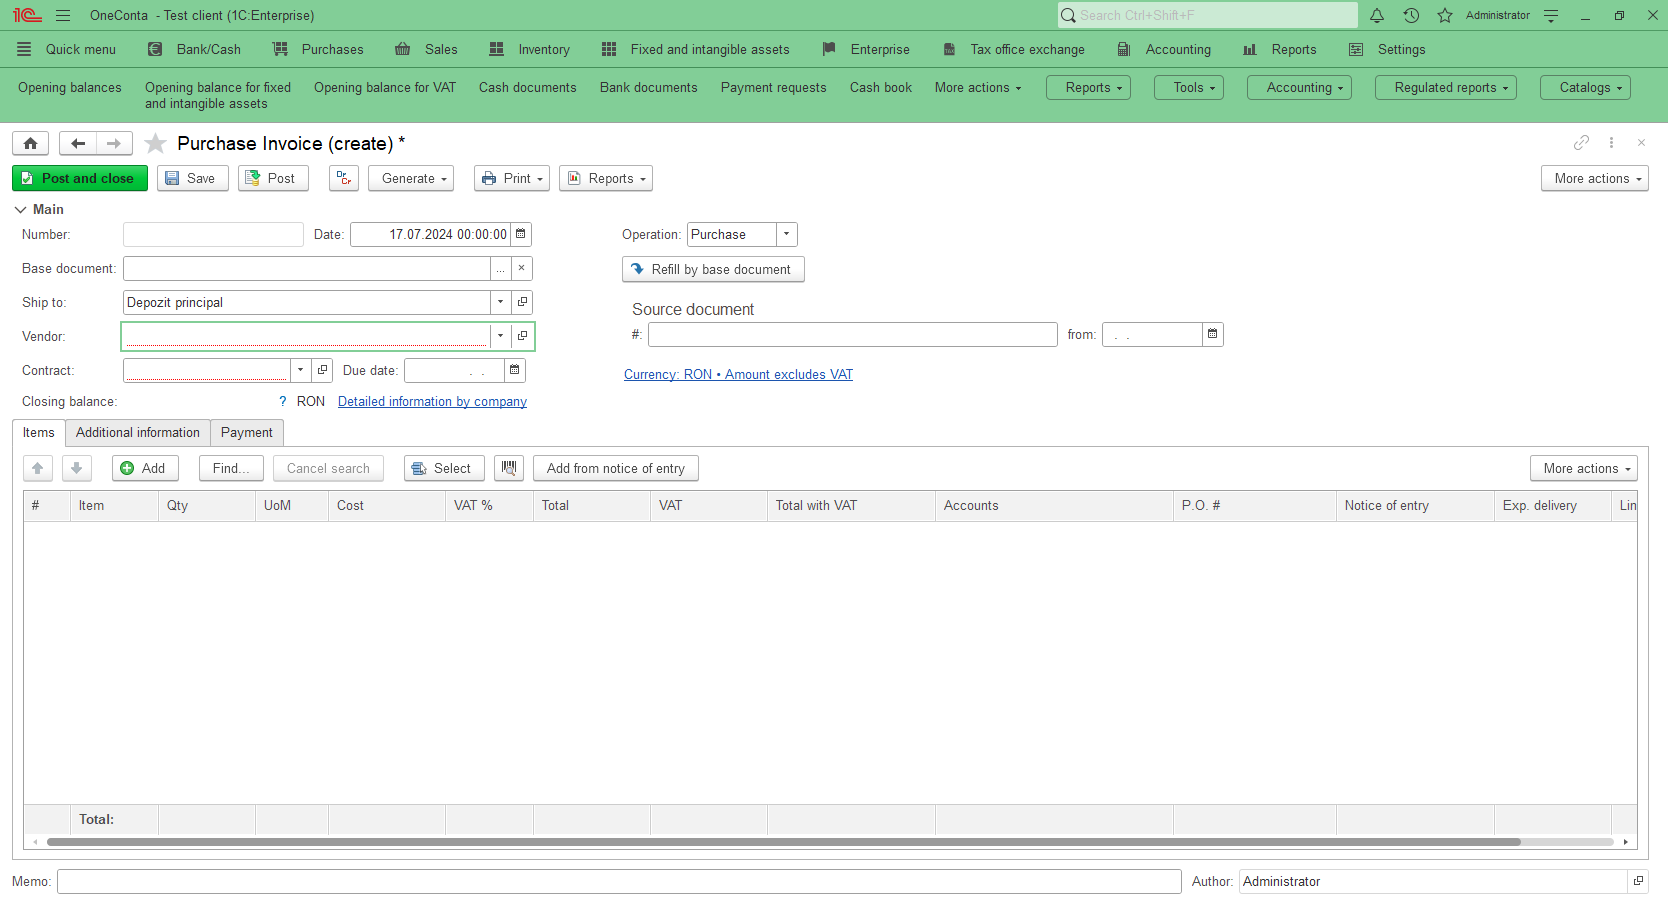 1C OneConta - Test client (1C:Enterprise) Search Ctrl+Shift+F Administrator
Quick menu Bank/Cash Purchases Sales Inventory Fixed and intangible assets Enterprise Tax office exchange Accounting Reports Settings
Opening balances Opening balance for fixed and intangible assets Opening balance for VAT Cash documents Bank documents Payment requests Cash book More actions Reports Tools Accounting Regulated reports Catalogs
Purchase Invoice (create) *
Post and close Save Post Dr Cr Generate Print Reports More actions
Main
Number: Date: 17.07.2024 00:00:00 Operation: Purchase
Base document: ... × Refill by base document
Ship to: Depozit principal
Source document
Vendor: #: from: . .
Contract: Due date: . . Currency: RON • Amount excludes VAT
Closing balance: ? RON Detailed information by company
Items Additional information Payment
Add Find... Cancel search Select Add from notice of entry More actions
# Item Qty UoM Cost VAT % Total VAT Total with VAT Accounts P.O. # Notice of entry Exp. delivery Lin
Total:
Memo: Author: Administrator